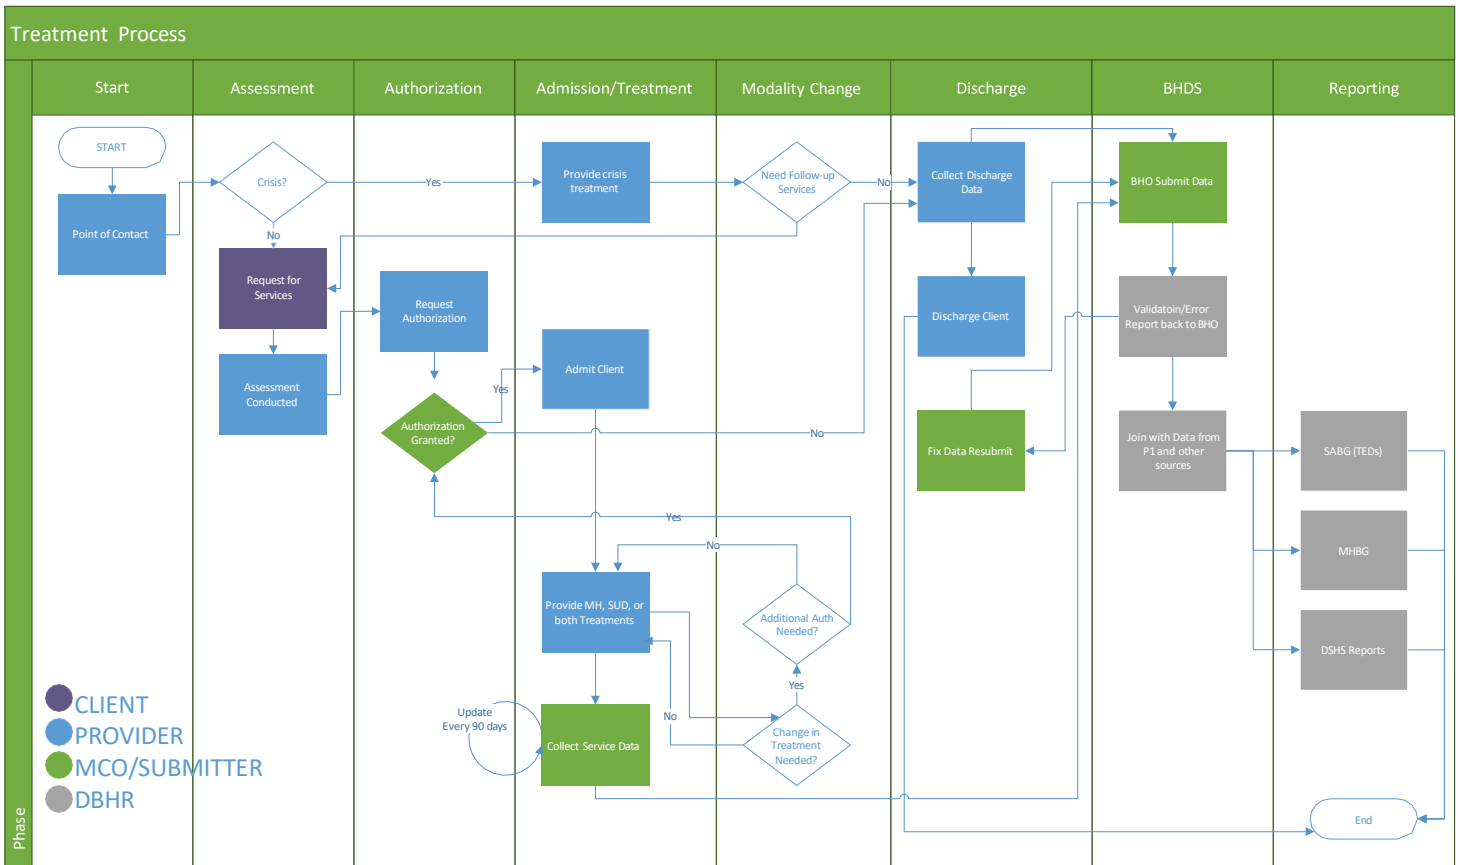 Treatment Process
Phase
Start
Assessment
Authorization
Admission/Treatment
Modality Change
Discharge
BHDS
Reporting
START
Point of Contact
Crisis?
Yes
No
Request for
Services
Assessment
Conducted
Request
Authorization
Authorization
Granted?
Yes
No
Provide crisis
treatment
Admit Client
Provide MH, SUD, or
both Treatments
Update
Every 90 days
Collect Service Data
Need Follow-up
Services
No
Yes
No
Additional Auth
Needed?
Yes
No
Change in
Treatment
Needed?
Collect Discharge
Data
Discharge Client
Fix Data Resubmit
BHO Submit Data
Validatoin/Error
Report back to BHO
Join with Data from
P1 and other
sources
SABG (TEDs)
MHBG
DSHS Reports
End
CLIENT
PROVIDER
MCO/SUBMITTER
DBHR